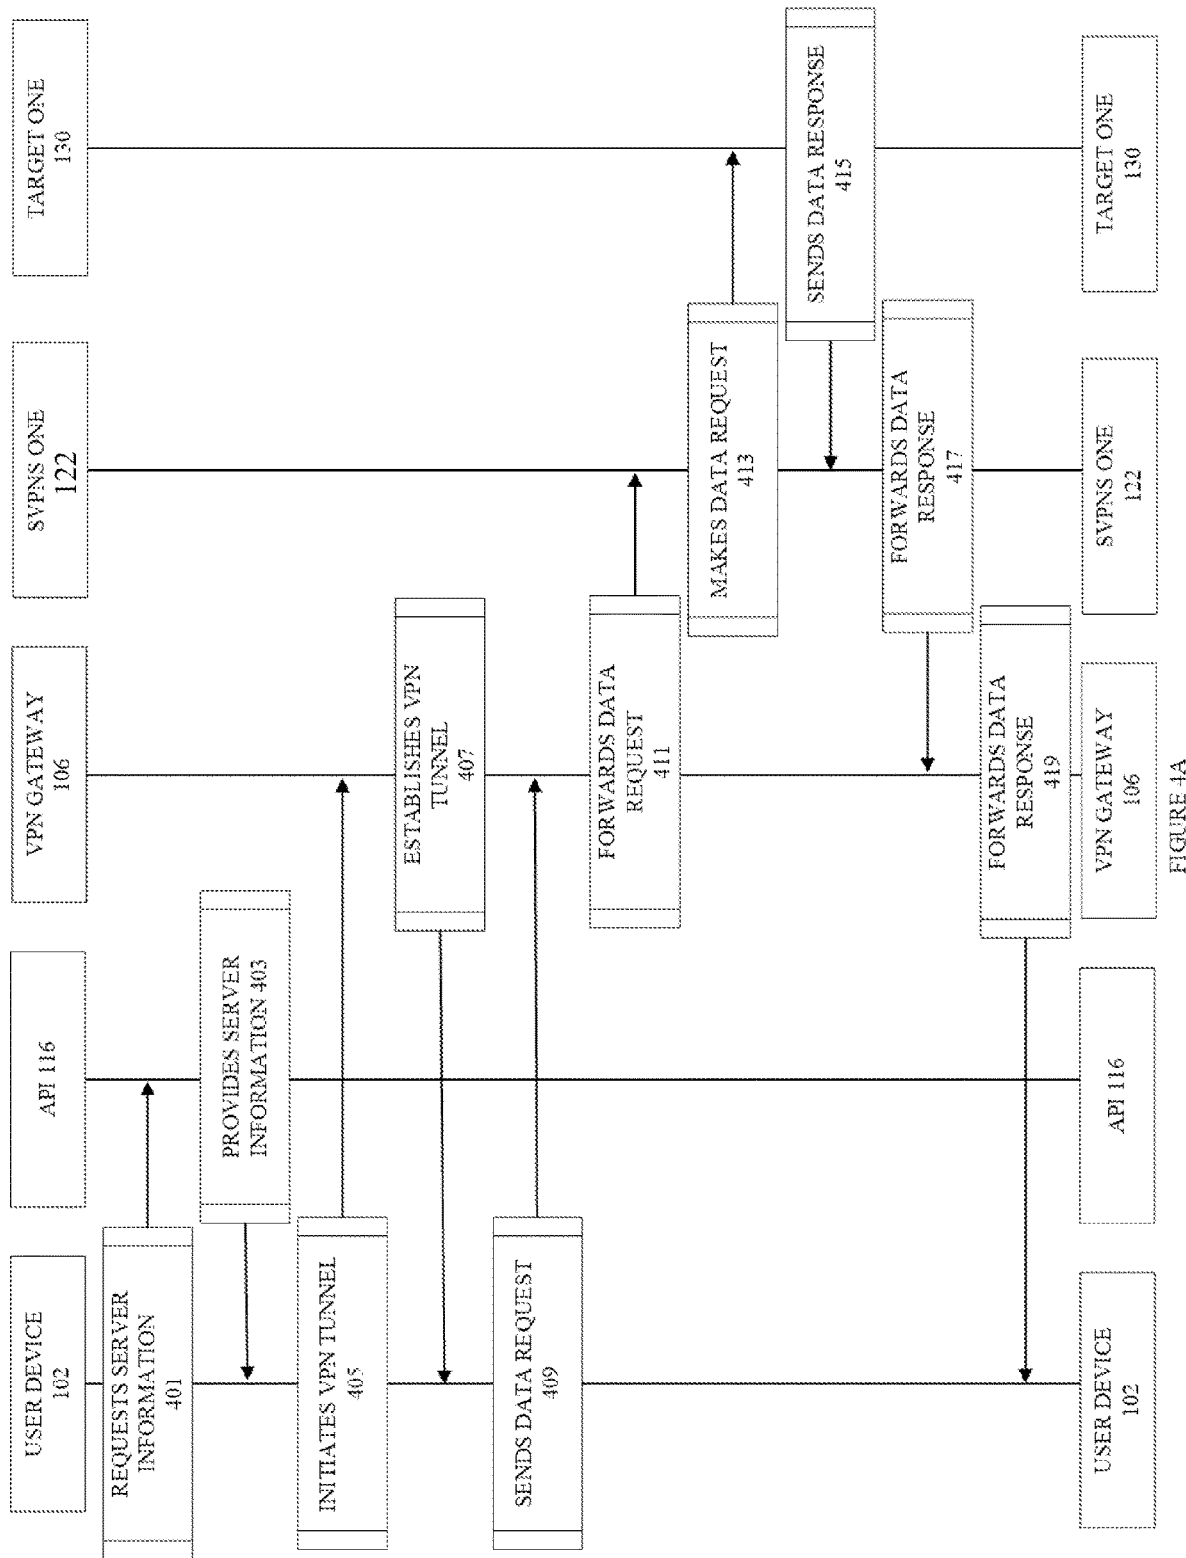 USER DEVICE
102
API 116
VPN GATEWAY
106
SVPNS ONE
122
TARGET ONE
130
REQUESTS SERVER
INFORMATION
401
PROVIDES SERVER
INFORMATION 403
INITIATES VPN TUNNEL
405
ESTABLISHES VPN
TUNNEL
407
SENDS DATA REQUEST
409
FORWARDS DATA
REQUEST
411
MAKES DATA REQUEST
413
SENDS DATA RESPONSE
415
FORWARDS DATA
RESPONSE
417
FORWARDS DATA
RESPONSE
419
USER DEVICE
102
API 116
VPN GATEWAY
106
SVPNS ONE
122
TARGET ONE
130
FIGURE 4A